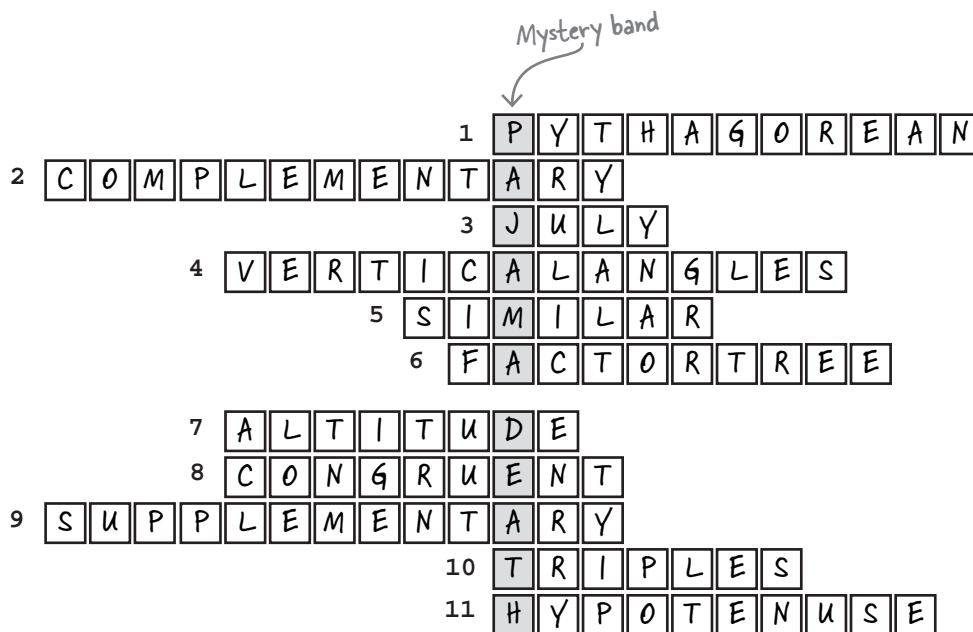 Mystery band
1 PYTHAGOREAN
2 COMPLEMENTARY
3 JULY
4 VERTICALANGLES
5 SIMILAR
6 FACTORTREE
7 ALTITUDE
8 CONGRUENT
9 SUPPLEMENTARY
10 TRIPLES
11 HYPOTENUSE